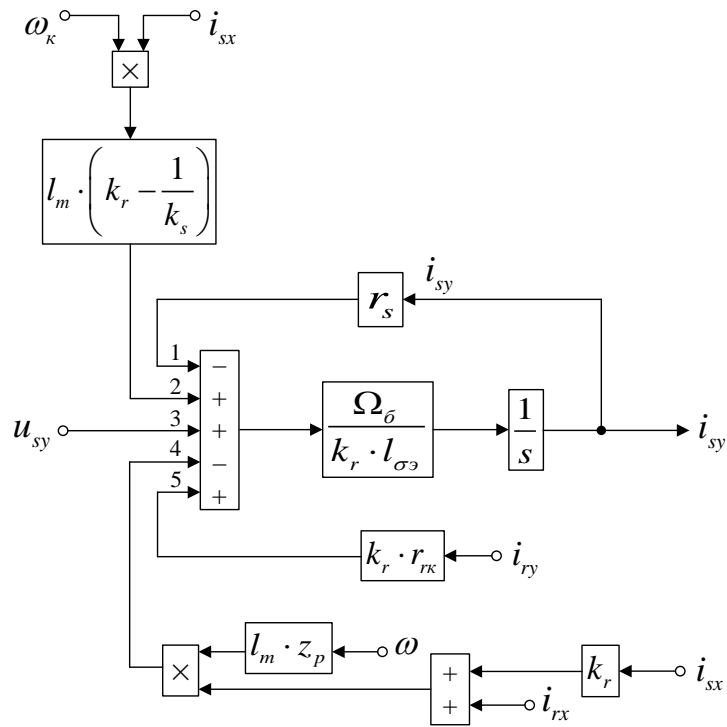 ω_к i_sx
×
l_m · (k_r − 1/k_s)
i_sy
r_s
1 −
2 +
u_sy 3 +
4 −
5 +
Ω_б / (k_r · l_σэ)
1/s
i_sy
k_r · r_rк i_ry
l_m · z_p ω
×
+
+
k_r i_sx
i_rx